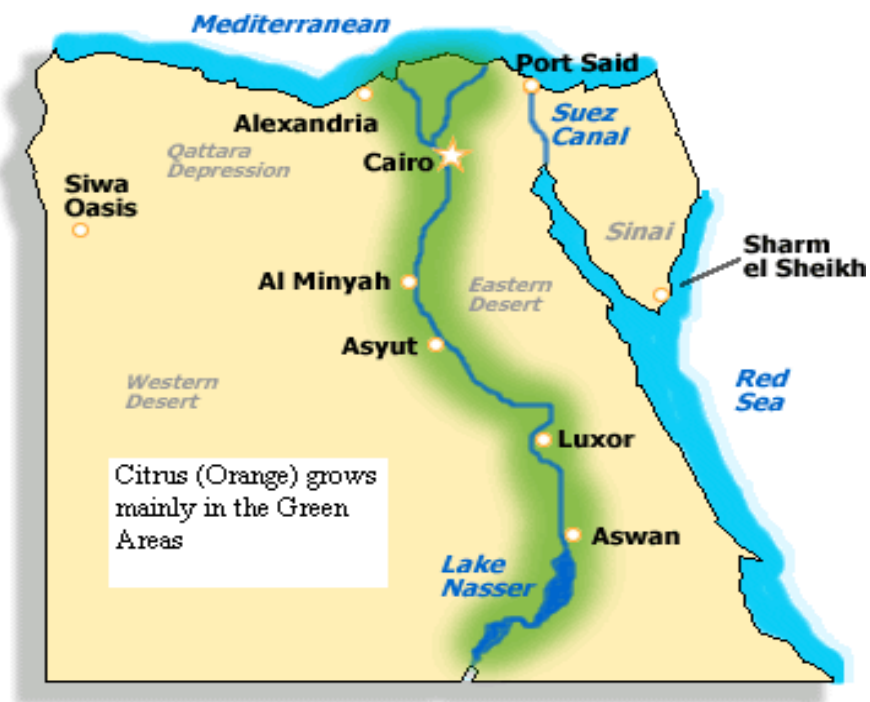 Mediterranean
Port Said
Suez
Canal
Alexandria
Qattara
Depression
Cairo
Siwa
Oasis
Sinai
Sharm
el Sheikh
Al Minyah
Eastern
Desert
Asyut
Western
Desert
Red
Sea
Luxor
Citrus (Orange) grows
mainly in the Green
Areas
Aswan
Lake
Nasser